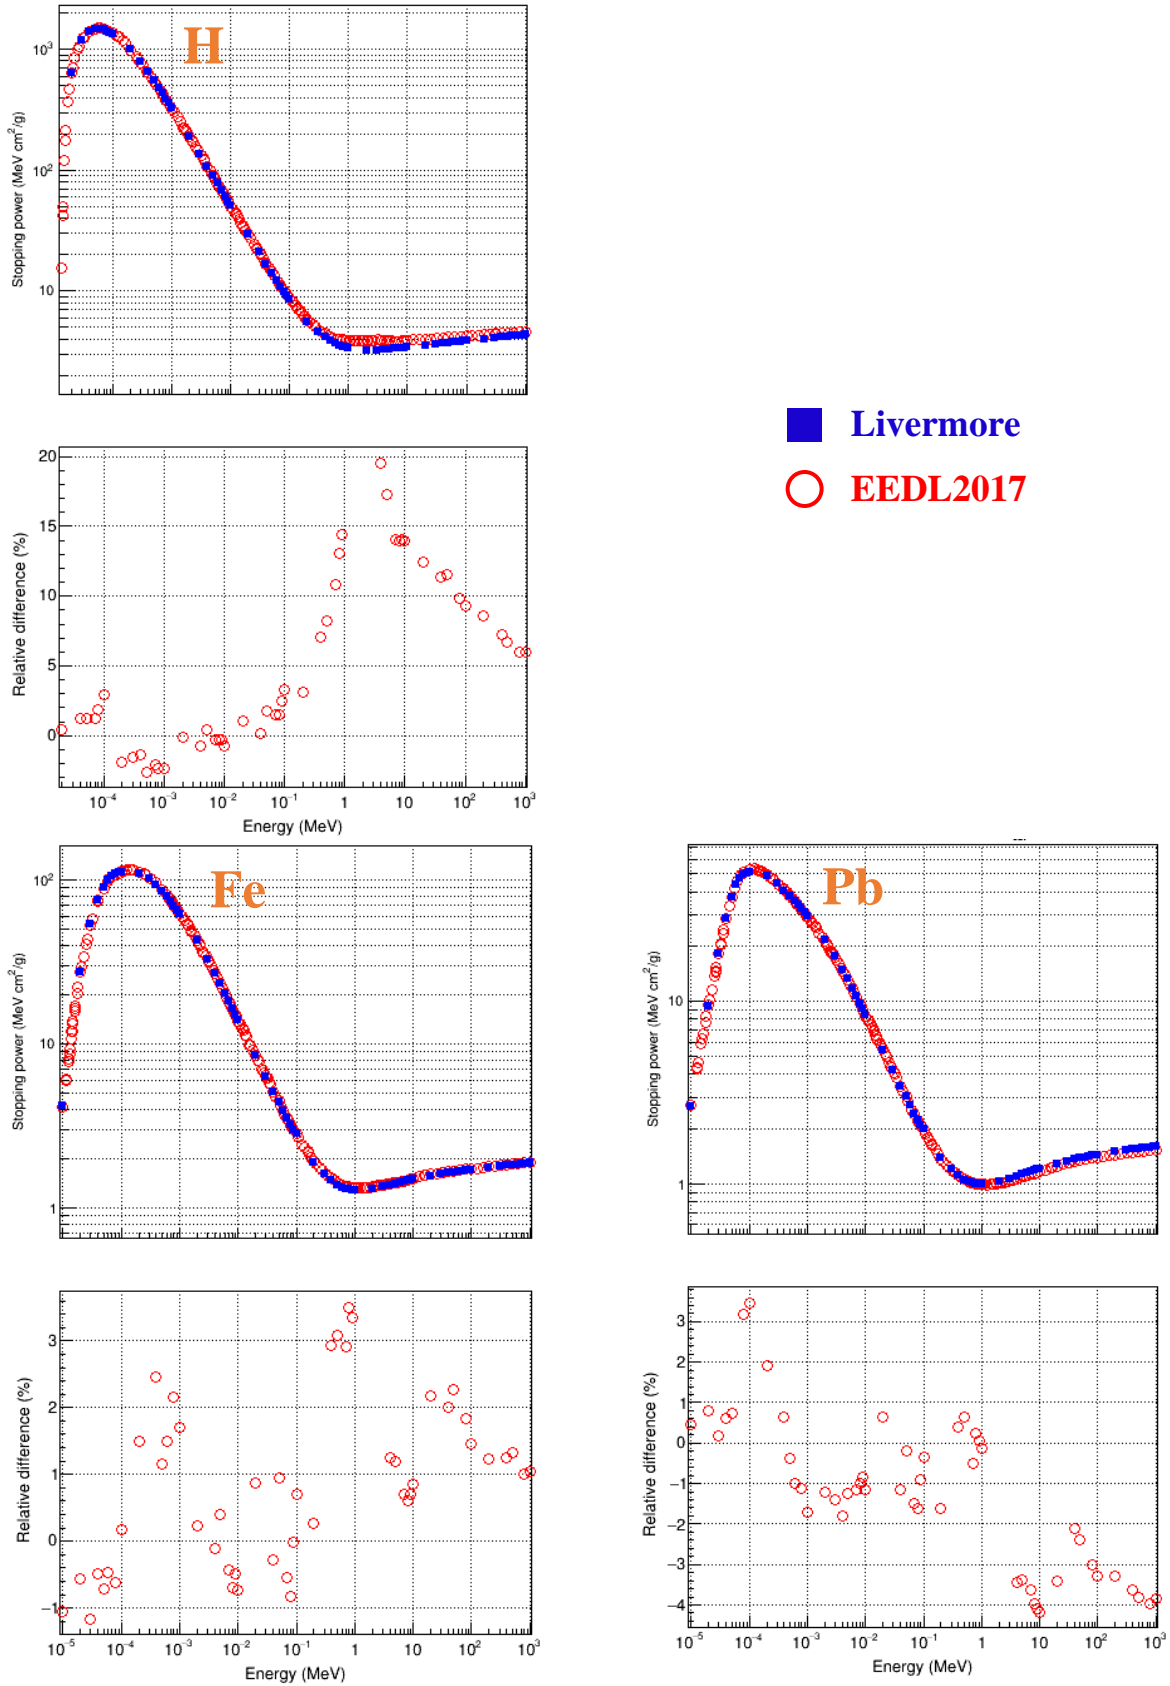 H
Stopping power (MeV cm²/g)
10³
10²
10
20
15
10
5
0
Relative difference (%)
10⁻⁴ 10⁻³ 10⁻² 10⁻¹ 1 10 10² 10³
Energy (MeV)
Livermore
EEDL2017
Fe
Stopping power (MeV cm²/g)
10²
10
1
3
2
1
0
−1
Relative difference (%)
10⁻⁵ 10⁻⁴ 10⁻³ 10⁻² 10⁻¹ 1 10 10² 10³
Energy (MeV)
Pb
Stopping power (MeV cm²/g)
10
1
3
2
1
0
−1
−2
−3
−4
Relative difference (%)
10⁻⁵ 10⁻⁴ 10⁻³ 10⁻² 10⁻¹ 1 10 10² 10³
Energy (MeV)